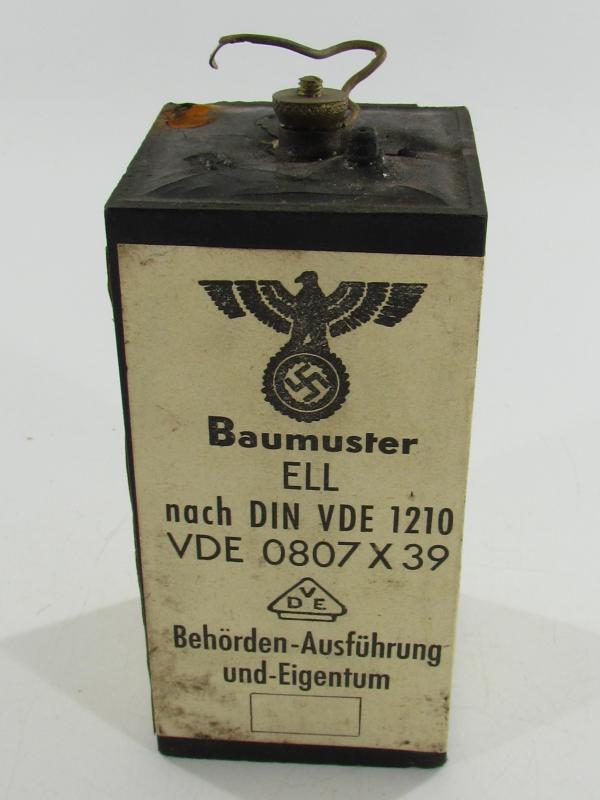 Baumuster
ELL
nach DIN VDE 1210
VDE 0807 X 39
VDE
Behörden-Ausführung
und-Eigentum